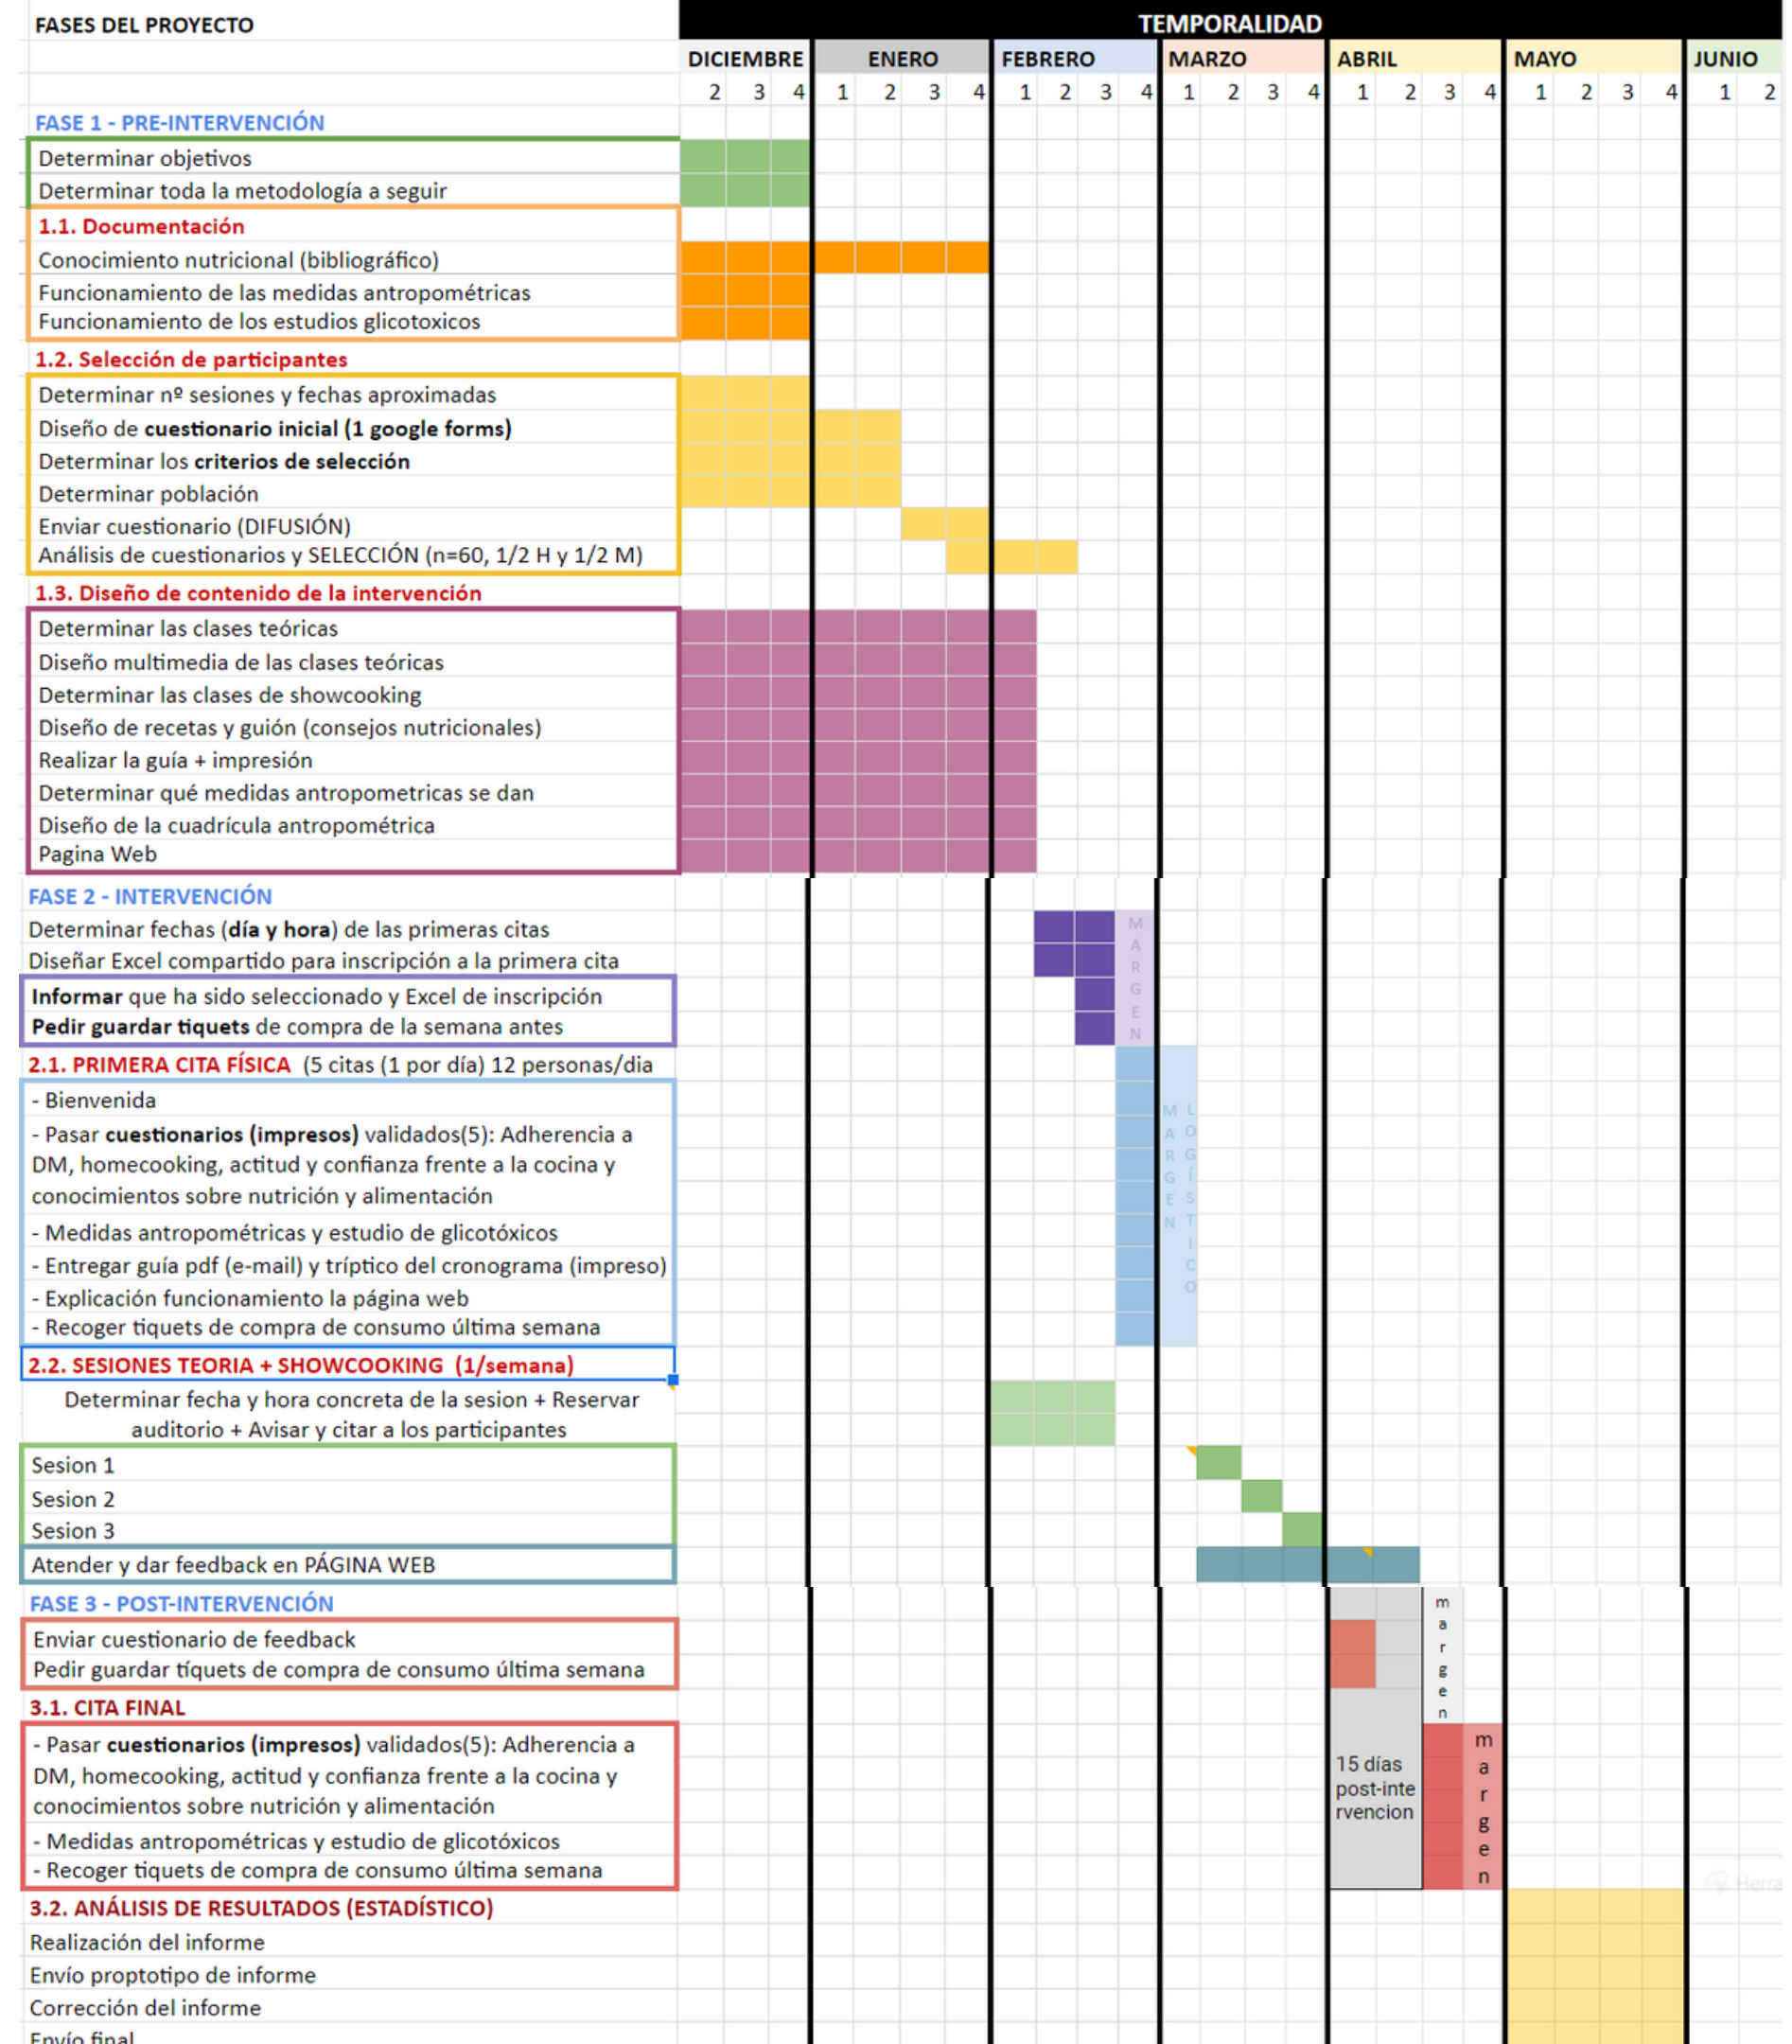 FASES DEL PROYECTO TEMPORALIDAD
DICIEMBRE ENERO FEBRERO MARZO ABRIL MAYO JUNIO
2 3 4 1 2 3 4 1 2 3 4 1 2 3 4 1 2 3 4 1 2 3 4 1 2
FASE 1 - PRE-INTERVENCIÓN
Determinar objetivos
Determinar toda la metodología a seguir
1.1. Documentación
Conocimiento nutricional (bibliográfico)
Funcionamiento de las medidas antropométricas
Funcionamiento de los estudios glicotoxicos
1.2. Selección de participantes
Determinar nº sesiones y fechas aproximadas
Diseño de cuestionario inicial (1 google forms)
Determinar los criterios de selección
Determinar población
Enviar cuestionario (DIFUSIÓN)
Análisis de cuestionarios y SELECCIÓN (n=60, 1/2 H y 1/2 M)
1.3. Diseño de contenido de la intervención
Determinar las clases teóricas
Diseño multimedia de las clases teóricas
Determinar las clases de showcooking
Diseño de recetas y guión (consejos nutricionales)
Realizar la guía + impresión
Determinar qué medidas antropometricas se dan
Diseño de la cuadrícula antropométrica
Pagina Web
FASE 2 - INTERVENCIÓN
Determinar fechas (día y hora) de las primeras citas
Diseñar Excel compartido para inscripción a la primera cita
Informar que ha sido seleccionado y Excel de inscripción
Pedir guardar tiquets de compra de la semana antes
MARGEN
2.1. PRIMERA CITA FÍSICA (5 citas (1 por día) 12 personas/dia
- Bienvenida
- Pasar cuestionarios (impresos) validados(5): Adherencia a
DM, homecooking, actitud y confianza frente a la cocina y
conocimientos sobre nutrición y alimentación
- Medidas antropométricas y estudio de glicotóxicos
- Entregar guía pdf (e-mail) y tríptico del cronograma (impreso)
- Explicación funcionamiento la página web
- Recoger tiquets de compra de consumo última semana
MARGEN
LOGÍSTICO
2.2. SESIONES TEORIA + SHOWCOOKING (1/semana)
Determinar fecha y hora concreta de la sesion + Reservar
auditorio + Avisar y citar a los participantes
Sesion 1
Sesion 2
Sesion 3
Atender y dar feedback en PÁGINA WEB
FASE 3 - POST-INTERVENCIÓN
Enviar cuestionario de feedback
Pedir guardar tíquets de compra de consumo última semana
margen
3.1. CITA FINAL
- Pasar cuestionarios (impresos) validados(5): Adherencia a
DM, homecooking, actitud y confianza frente a la cocina y
conocimientos sobre nutrición y alimentación
- Medidas antropométricas y estudio de glicotóxicos
- Recoger tiquets de compra de consumo última semana
15 días
post-inte
rvencion
margen
Herra
3.2. ANÁLISIS DE RESULTADOS (ESTADÍSTICO)
Realización del informe
Envío proptotipo de informe
Corrección del informe
Envío final